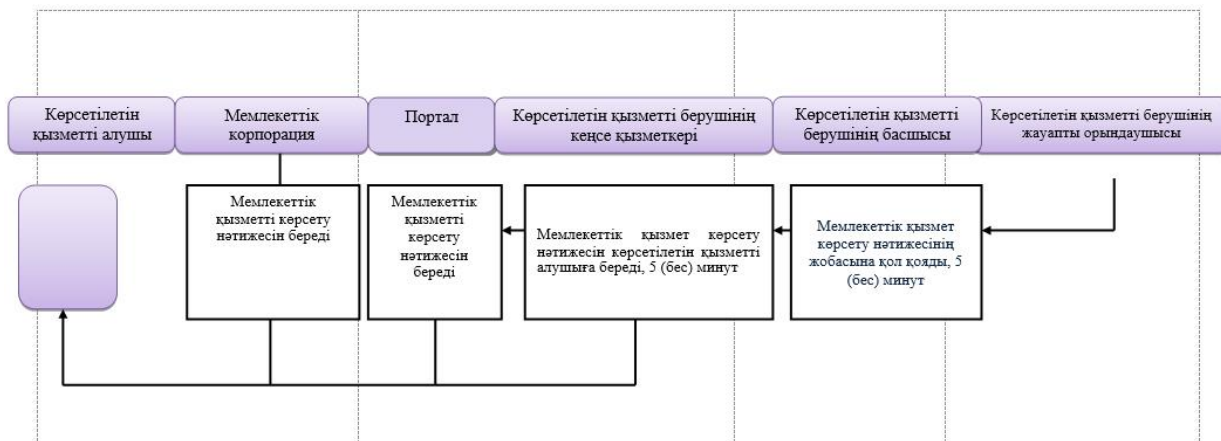 Көрсетілетін
қызметті алушы
Мемлекеттік
корпорация
Портал
Көрсетілетін қызметті берушінің
кеңсе қызметкері
Көрсетілетін қызметті
берушінің басшысы
Көрсетілетін қызметті берушінің
жауапты орындаушысы
Мемлекеттік
қызметті көрсету
нәтижесін береді
Мемлекеттік
қызметті
көрсету
нәтижесін
береді
Мемлекеттік қызмет көрсету
нәтижесін көрсетілетін қызметті
алушыға береді, 5 (бес) минут
Мемлекеттік қызмет
көрсету нәтижесінің
жобасына қол қояды, 5
(бес) минут